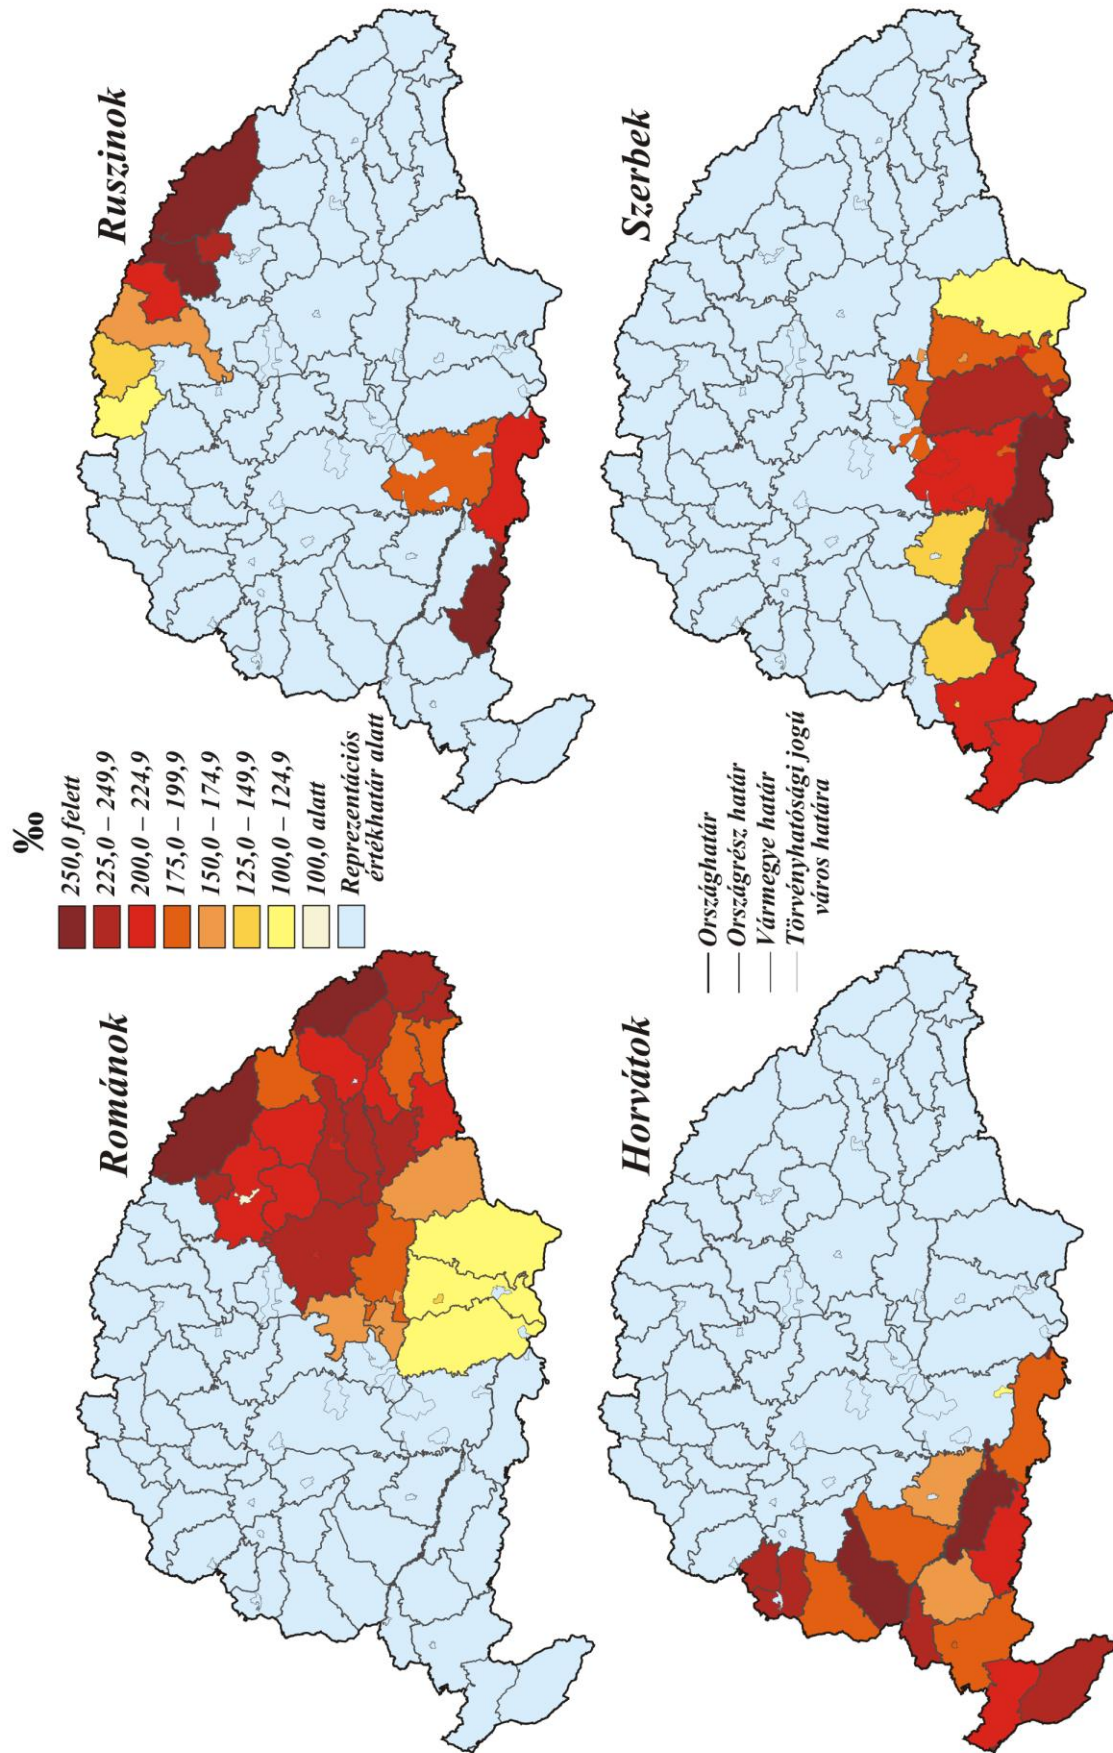 Románok
Ruszinok
‰
250,0 felett
225,0 – 249,9
200,0 – 224,9
175,0 – 199,9
150,0 – 174,9
125,0 – 149,9
100,0 – 124,9
100,0 alatt
Reprezentációs
értékhatár alatt
Horvátok
Szerbek
Országhatár
Országrész határ
Vármegye határ
Törvényhatósági jogú
város határa